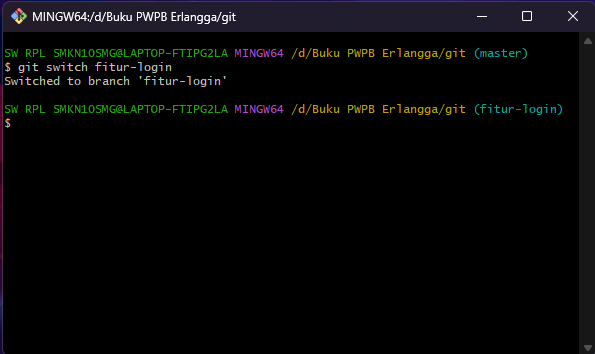 MINGW64:/d/Buku PWPB Erlangga/git
SW RPL SMKN1OSMG@LAPTOP-FTIPG2LA MINGW64 /d/Buku PWPB Erlangga/git (master)
$ git switch fitur-login
Switched to branch 'fitur-login'
SW RPL SMKN1OSMG@LAPTOP-FTIPG2LA MINGW64 /d/Buku PWPB Erlangga/git (fitur-login)
$